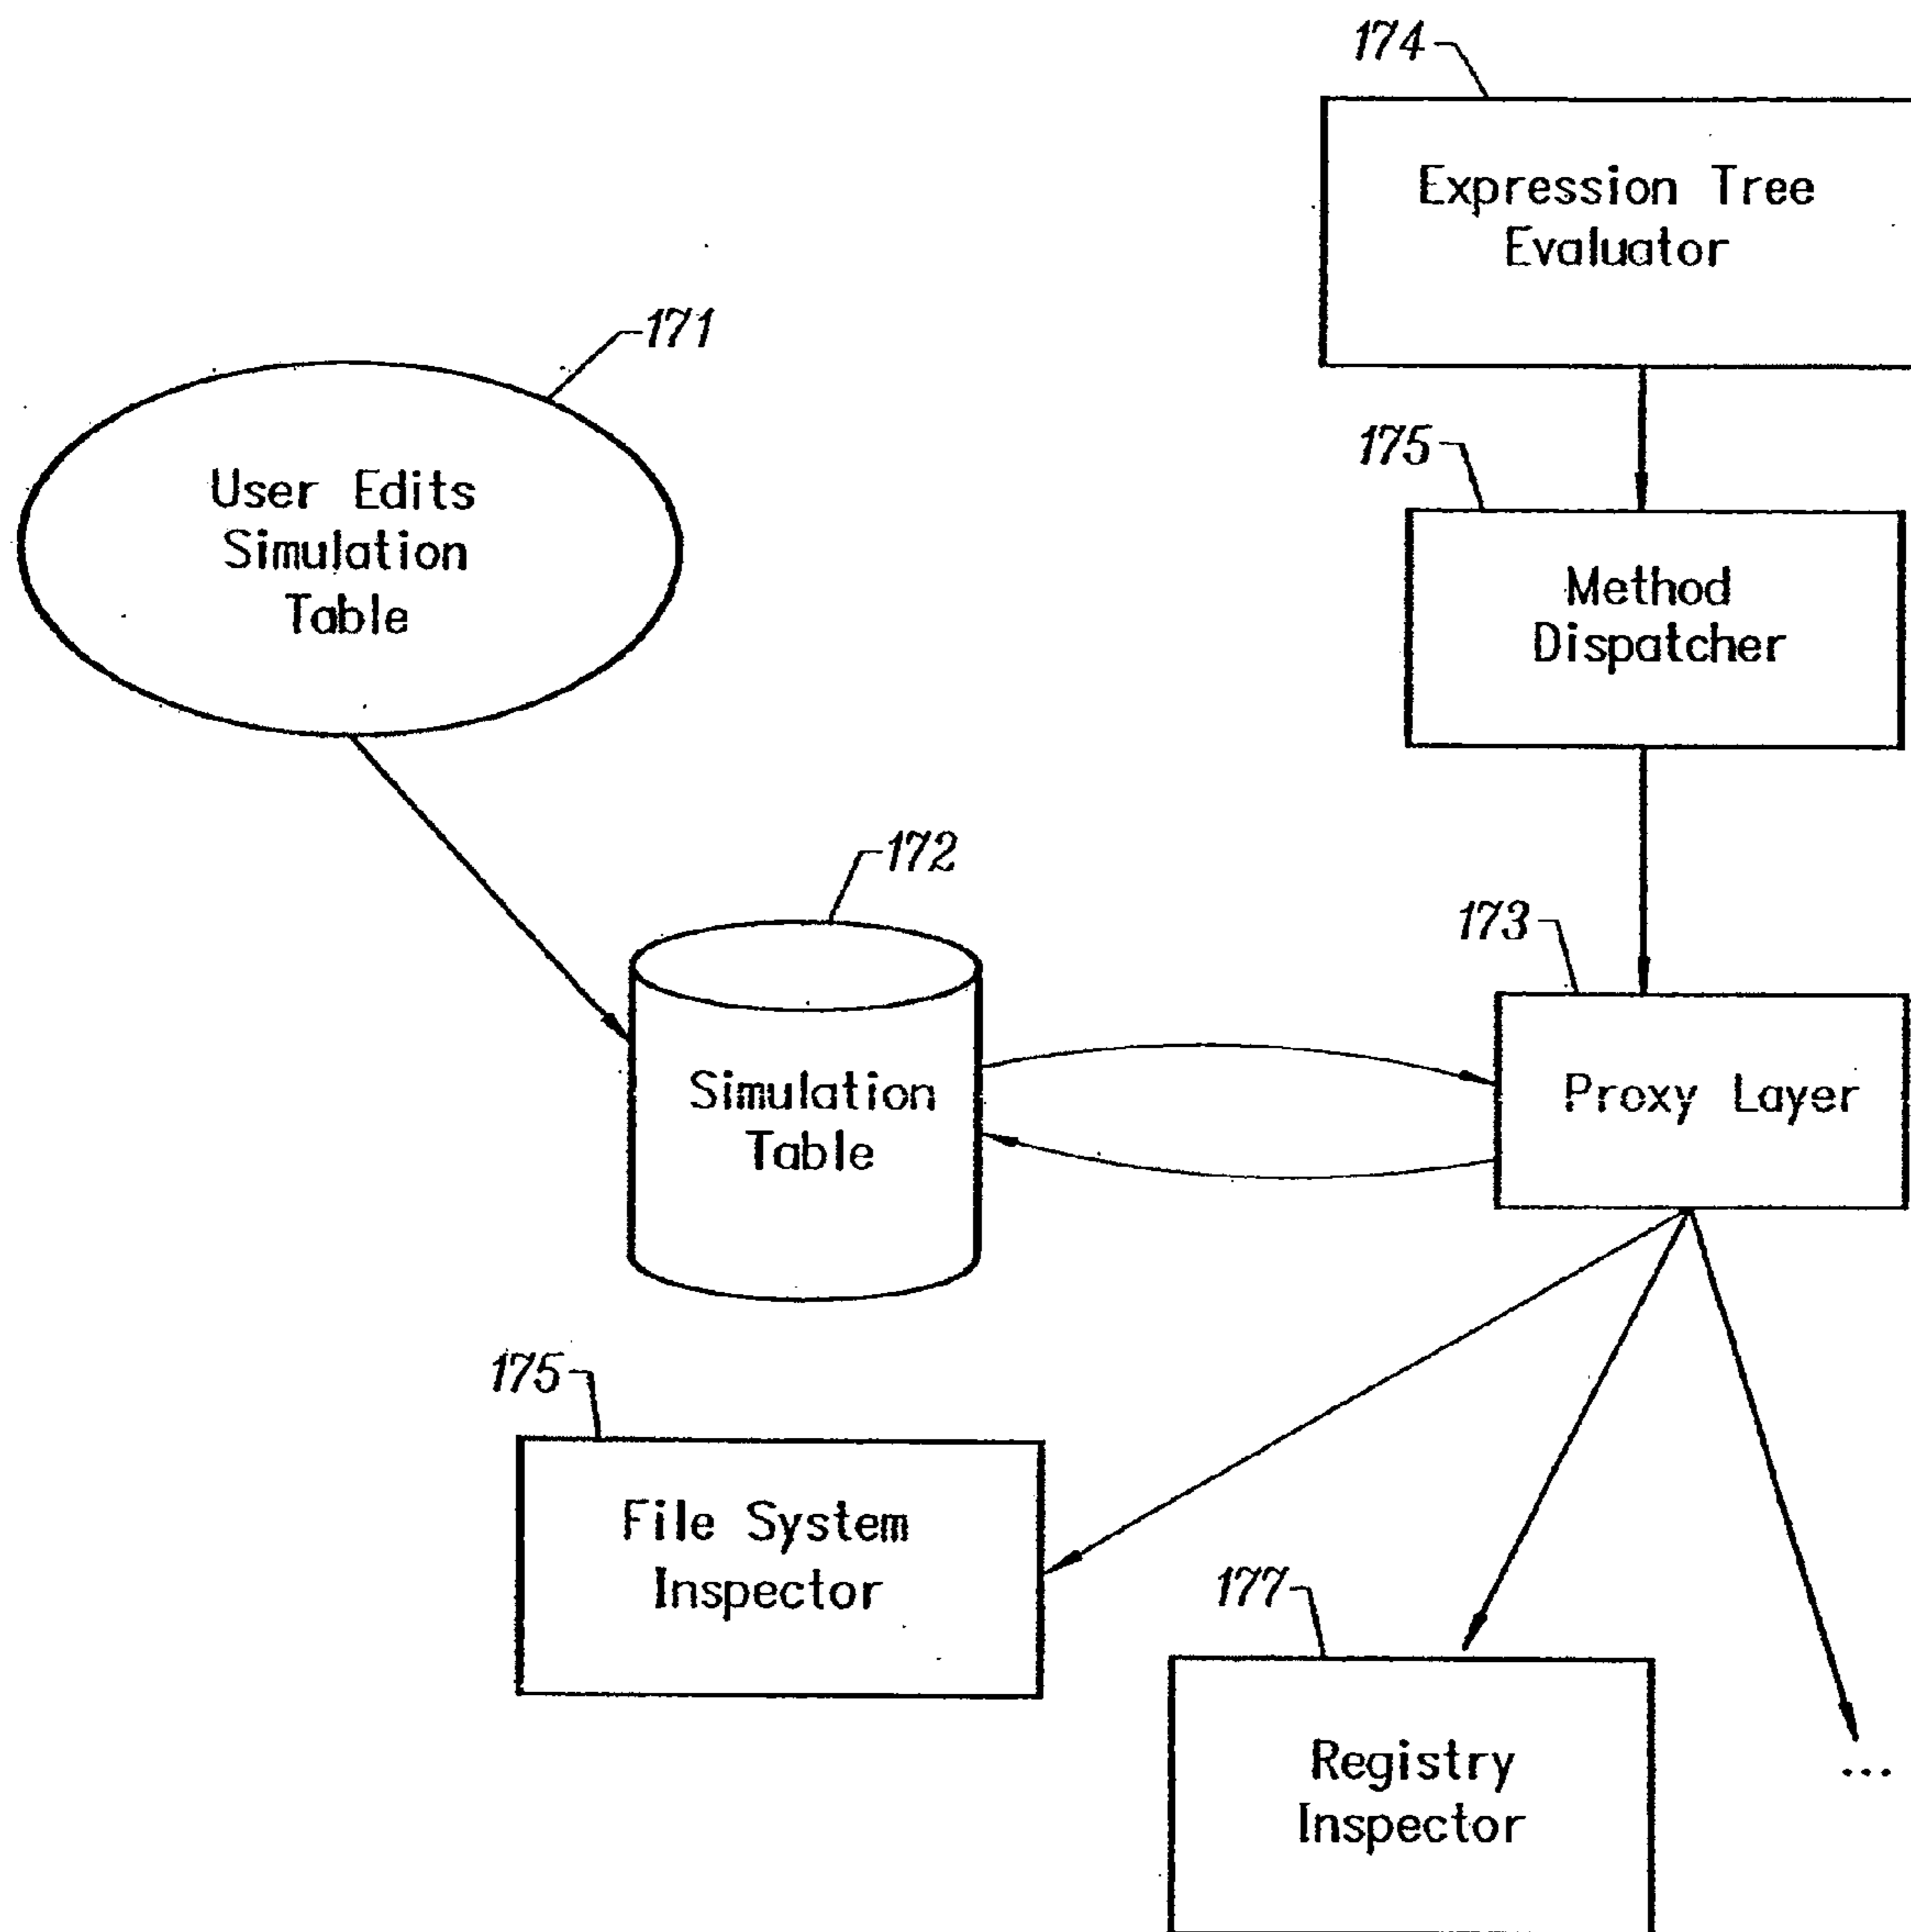 174
Expression Tree
Evaluator
171
User Edits
Simulation
Table
175
Method
Dispatcher
172
Simulation
Table
173
Proxy Layer
175
File System
Inspector
177
Registry
Inspector
...